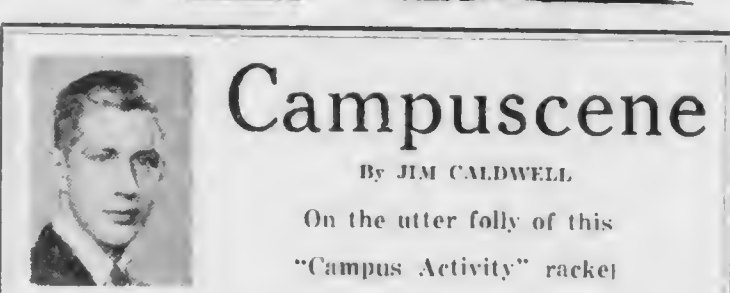 Campuscene
By JIM CALDWELL
On the utter folly of this
"Campus Activity" racket